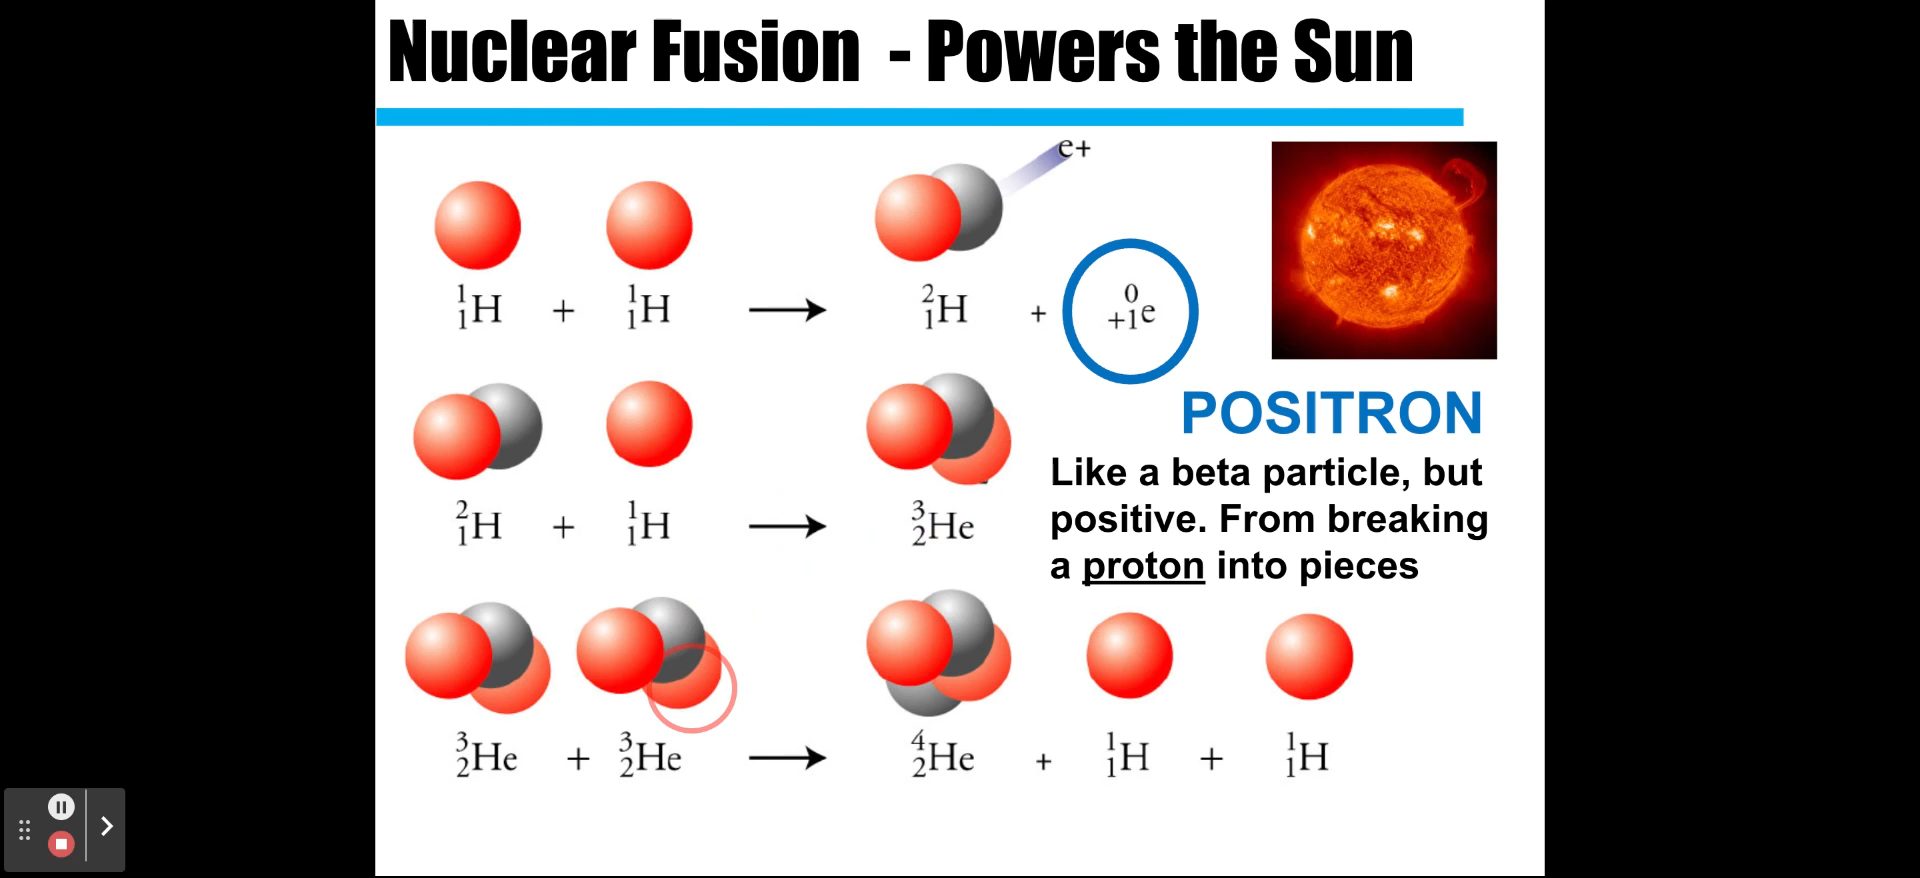 Nuclear Fusion - Powers the Sun
e+
¹₁H + ¹₁H → ²₁H + ⁰₊₁e
POSITRON
Like a beta particle, but
positive. From breaking
a proton into pieces
²₁H + ¹₁H → ³₂He
³₂He + ³₂He → ⁴₂He + ¹₁H + ¹₁H